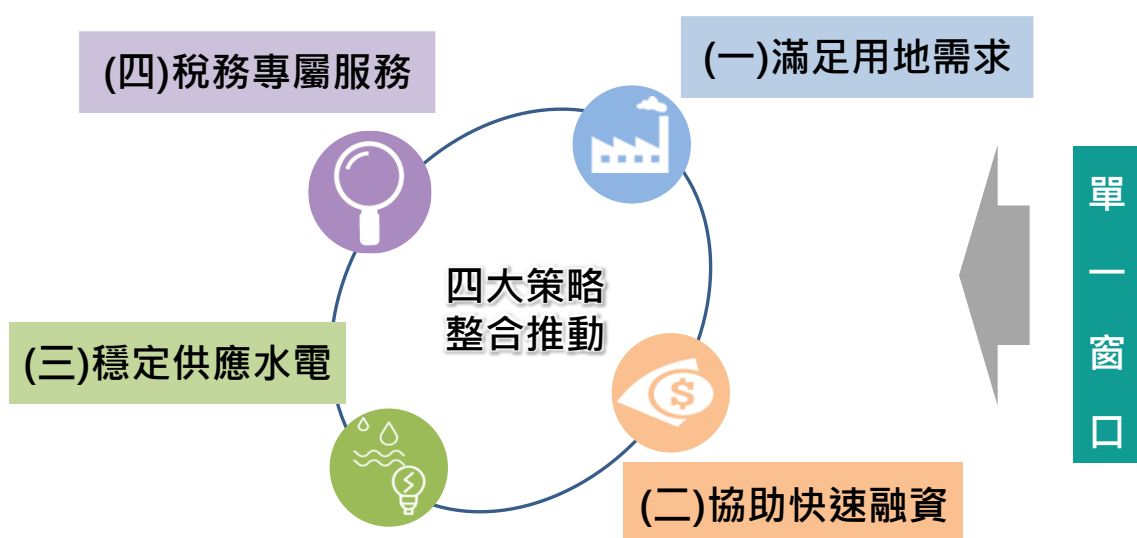 (四)稅務專屬服務
(一)滿足用地需求
四大策略
整合推動
(三)穩定供應水電
(二)協助快速融資
$
單一窗口